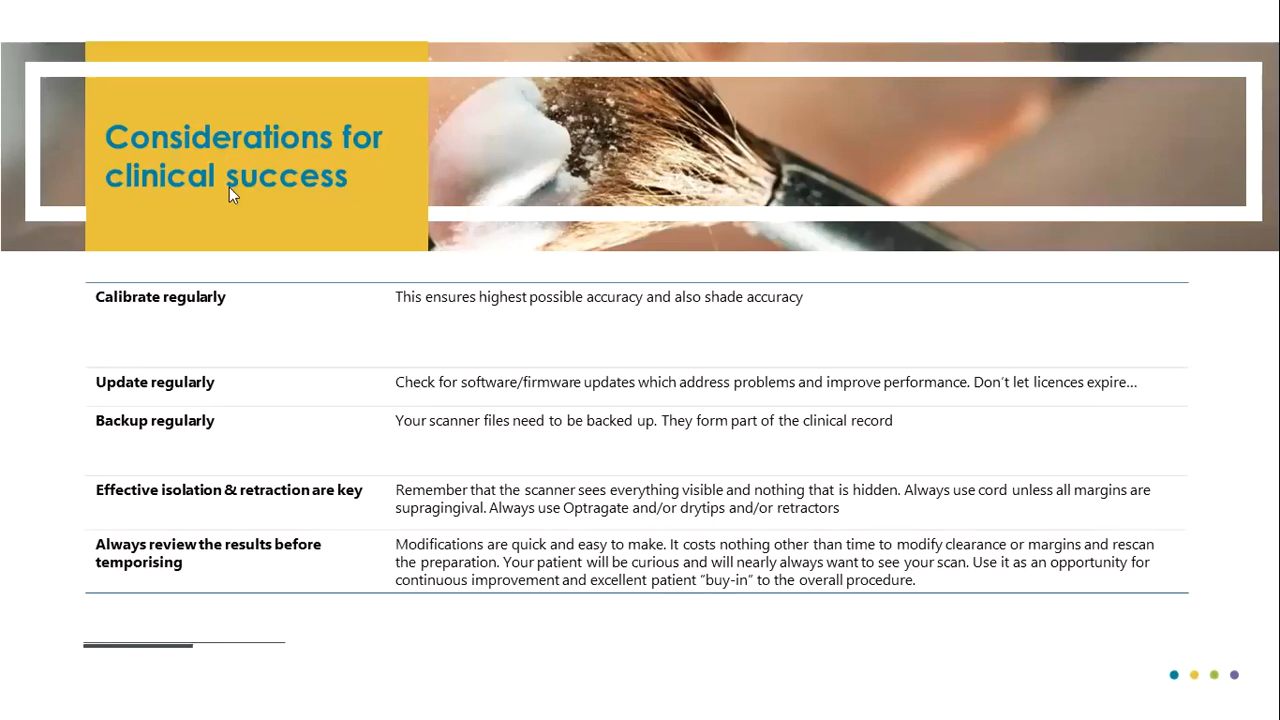 Considerations for
clinical success
Calibrate regularly
This ensures highest possible accuracy and also shade accuracy
Update regularly
Check for software/firmware updates which address problems and improve performance. Don't let licences expire…
Backup regularly
Your scanner files need to be backed up. They form part of the clinical record
Effective isolation & retraction are key
Remember that the scanner sees everything visible and nothing that is hidden. Always use cord unless all margins are
supragingival. Always use Optragate and/or drytips and/or retractors
Always review the results before
temporising
Modifications are quick and easy to make. It costs nothing other than time to modify clearance or margins and rescan
the preparation. Your patient will be curious and will nearly always want to see your scan. Use it as an opportunity for
continuous improvement and excellent patient “buy-in” to the overall procedure.